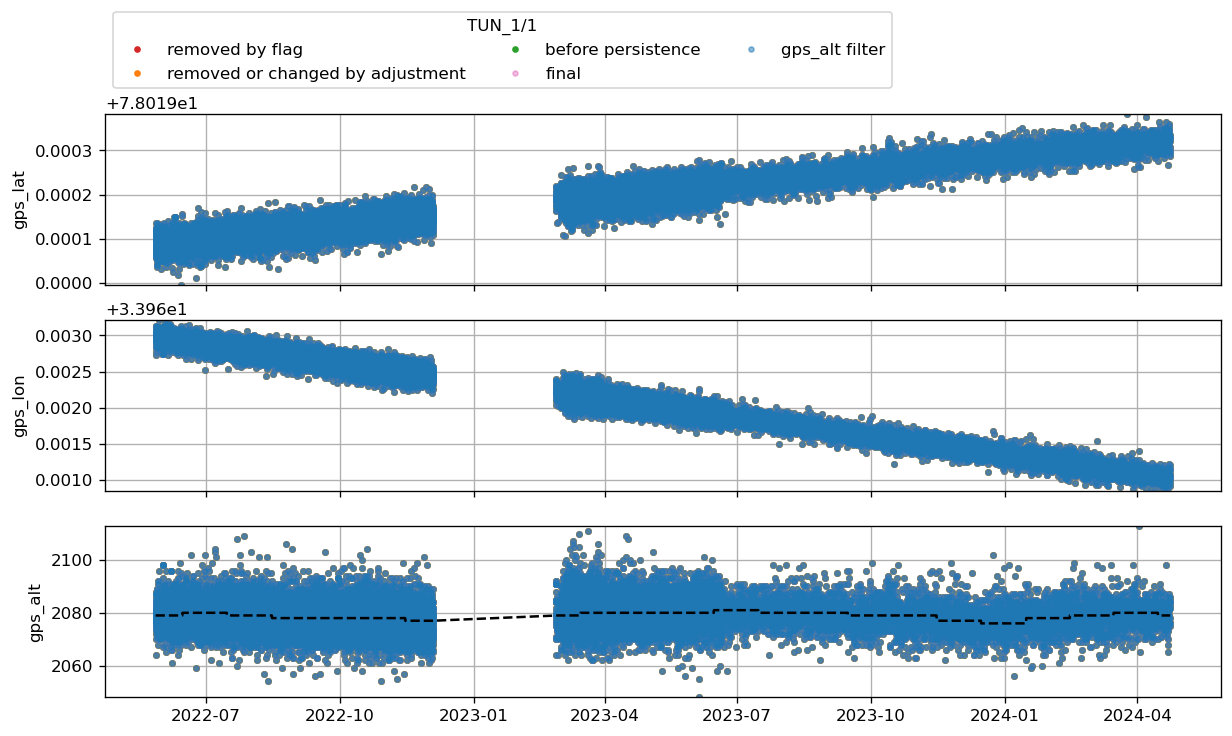 TUN_1/1
removed by flag
before persistence
gps_alt filter
removed or changed by adjustment
final
+7.8019e1
gps_lat
0.0003
0.0002
0.0001
0.0000
+3.396e1
gps_lon
0.0030
0.0025
0.0020
0.0015
0.0010
gps_alt
2100
2080
2060
2022-07
2022-10
2023-01
2023-04
2023-07
2023-10
2024-01
2024-04